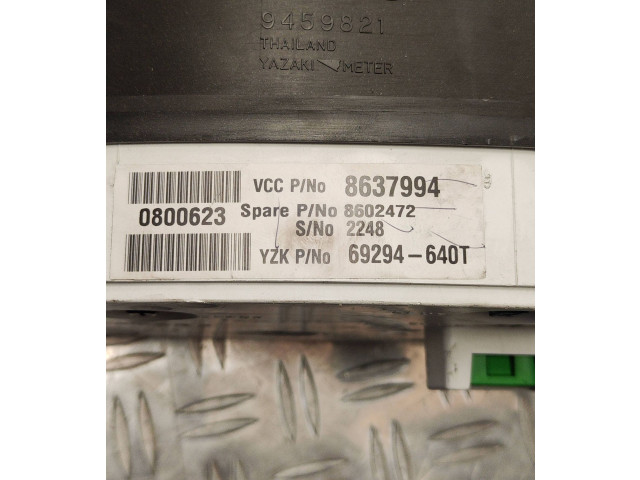 9459821
THAILAND
YAZAKI METER
VCC P/No 8637994
0800623 Spare P/No 8602472
S/No 2248
YZK P/No 69294-640T